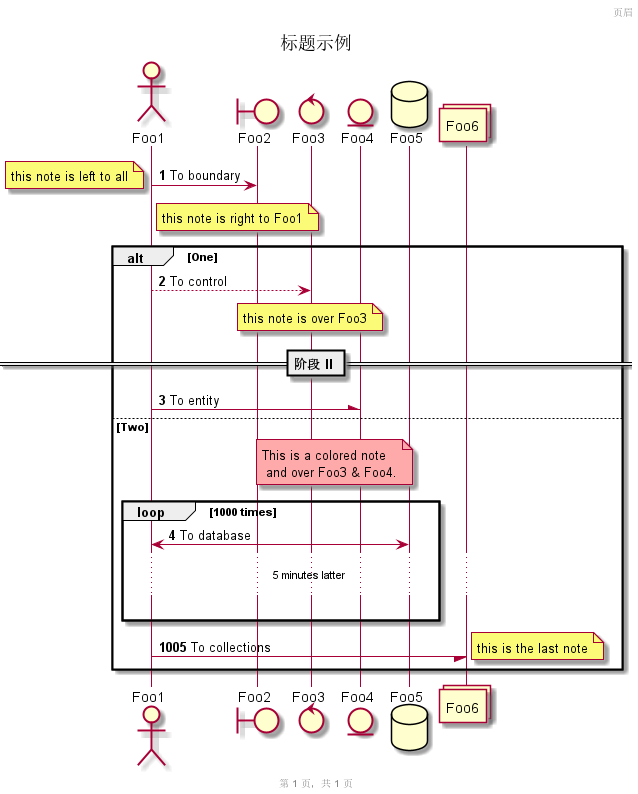 页眉
标题示例
Foo1 Foo2 Foo3 Foo4 Foo5 Foo6
this note is left to all
1 To boundary
this note is right to Foo1
alt [One]
2 To control
this note is over Foo3
阶段 II
3 To entity
[Two]
This is a colored note
and over Foo3 & Foo4.
loop [1000 times]
4 To database
5 minutes latter
1005 To collections
this is the last note
Foo1 Foo2 Foo3 Foo4 Foo5 Foo6
第 1 页，共 1 页